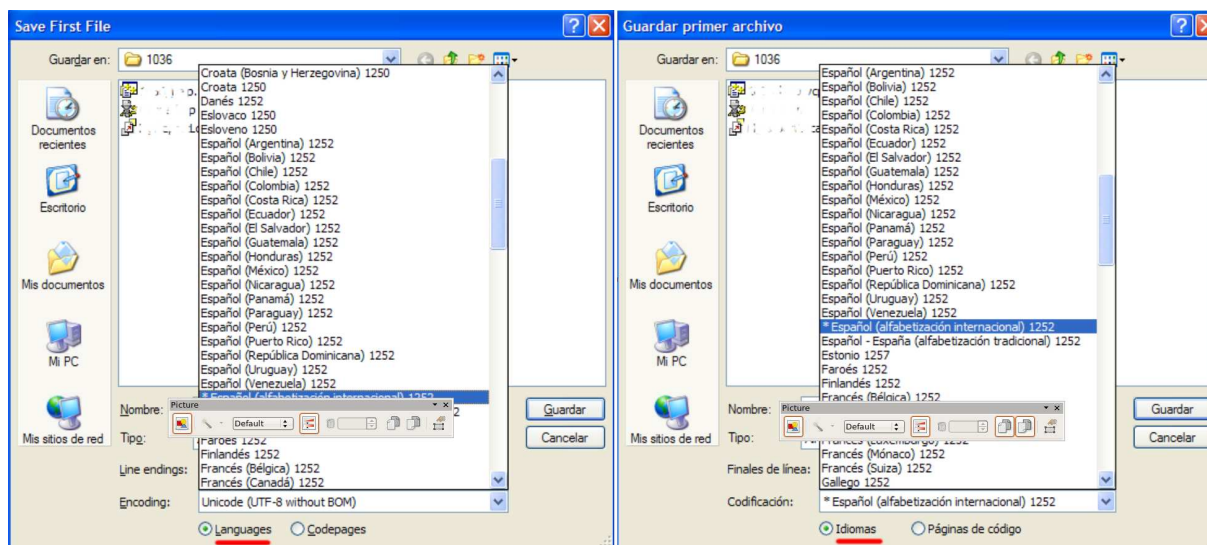 Save First File
Guardar en: 1036
Croata (Bosnia y Herzegovina) 1250
Croata 1250
Danés 1252
Eslovaco 1250
Esloveno 1250
Español (Argentina) 1252
Español (Bolivia) 1252
Español (Chile) 1252
Español (Colombia) 1252
Español (Costa Rica) 1252
Español (Ecuador) 1252
Español (El Salvador) 1252
Español (Guatemala) 1252
Español (Honduras) 1252
Español (México) 1252
Español (Nicaragua) 1252
Español (Panamá) 1252
Español (Paraguay) 1252
Español (Perú) 1252
Español (Puerto Rico) 1252
Español (República Dominicana) 1252
Español (Uruguay) 1252
Español (Venezuela) 1252
* Español (alfabetización internacional) 1252
Faroés 1252
Finlandés 1252
Francés (Bélgica) 1252
Francés (Canadá) 1252
Documentos
recientes
Escritorio
Mis documentos
Mi PC
Mis sitios de red
Nombre:
Picture
Default
Tipo:
Line endings:
Encoding: Unicode (UTF-8 without BOM)
Languages Codepages
Guardar
Cancelar
Guardar primer archivo
Guardar en: 1036
Español (Argentina) 1252
Español (Bolivia) 1252
Español (Chile) 1252
Español (Colombia) 1252
Español (Costa Rica) 1252
Español (Ecuador) 1252
Español (El Salvador) 1252
Español (Guatemala) 1252
Español (Honduras) 1252
Español (México) 1252
Español (Nicaragua) 1252
Español (Panamá) 1252
Español (Paraguay) 1252
Español (Perú) 1252
Español (Puerto Rico) 1252
Español (República Dominicana) 1252
Español (Uruguay) 1252
Español (Venezuela) 1252
* Español (alfabetización internacional) 1252
Español - España (alfabetización tradicional) 1252
Estonio 1257
Faroés 1252
Finlandés 1252
Francés (Bélgica) 1252
Francés (Luxemburgo) 1252
Francés (Mónaco) 1252
Francés (Suiza) 1252
Gallego 1252
Documentos
recientes
Escritorio
Mis documentos
Mi PC
Mis sitios de red
Nombre:
Picture
Default
Tipo:
Finales de línea:
Codificación: * Español (alfabetización internacional) 1252
Idiomas Páginas de código
Guardar
Cancelar